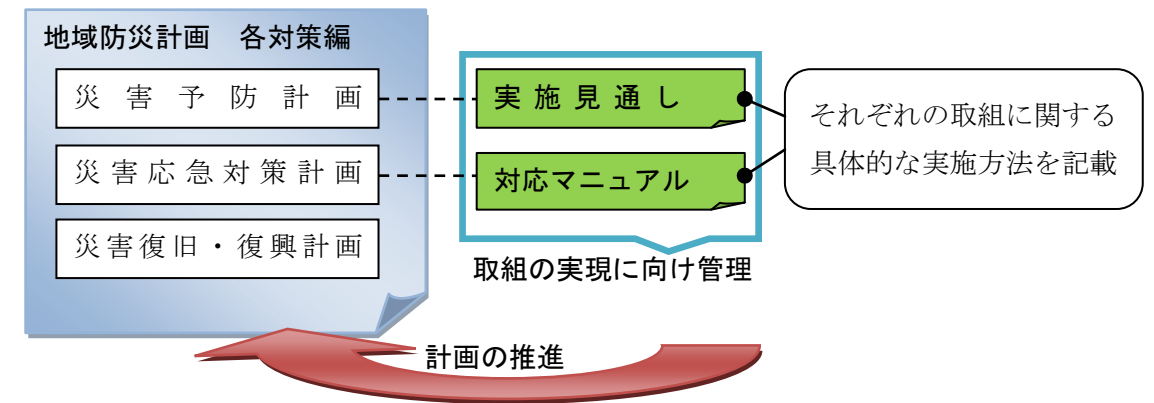 地域防災計画　各対策編
災害予防計画
災害応急対策計画
災害復旧・復興計画
実施見通し
対応マニュアル
取組の実現に向け管理
それぞれの取組に関する
具体的な実施方法を記載
計画の推進